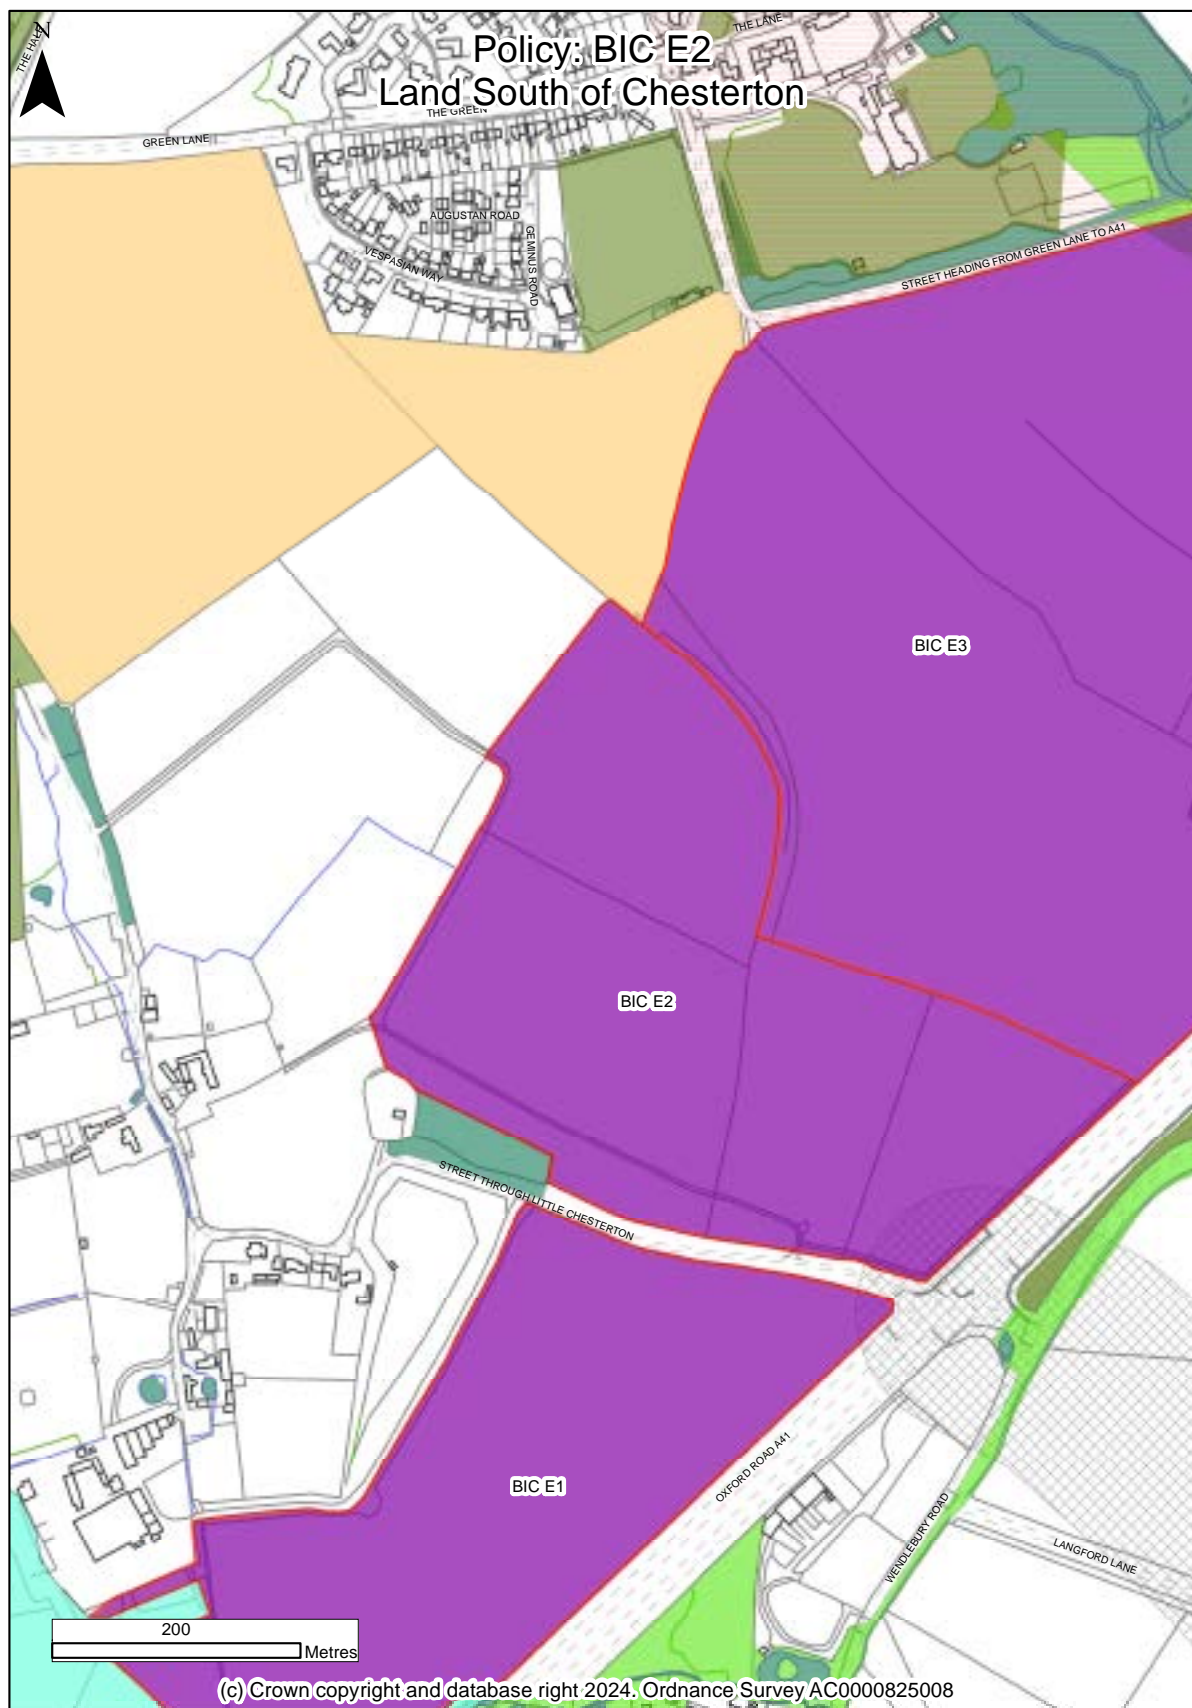 THE HALE
N
Policy: BIC E2
Land South of Chesterton
THE LANE
THE GREEN
GREEN LANE
AUGUSTAN ROAD
VESPASIAN WAY
GEMINUS ROAD
STREET HEADING FROM GREEN LANE TO A41
BIC E3
BIC E2
STREET THROUGH LITTLE CHESTERTON
BIC E1
OXFORD ROAD A41
WENDLEBURY ROAD
LANGFORD LANE
200
Metres
(c) Crown copyright and database right 2024. Ordnance Survey AC0000825008